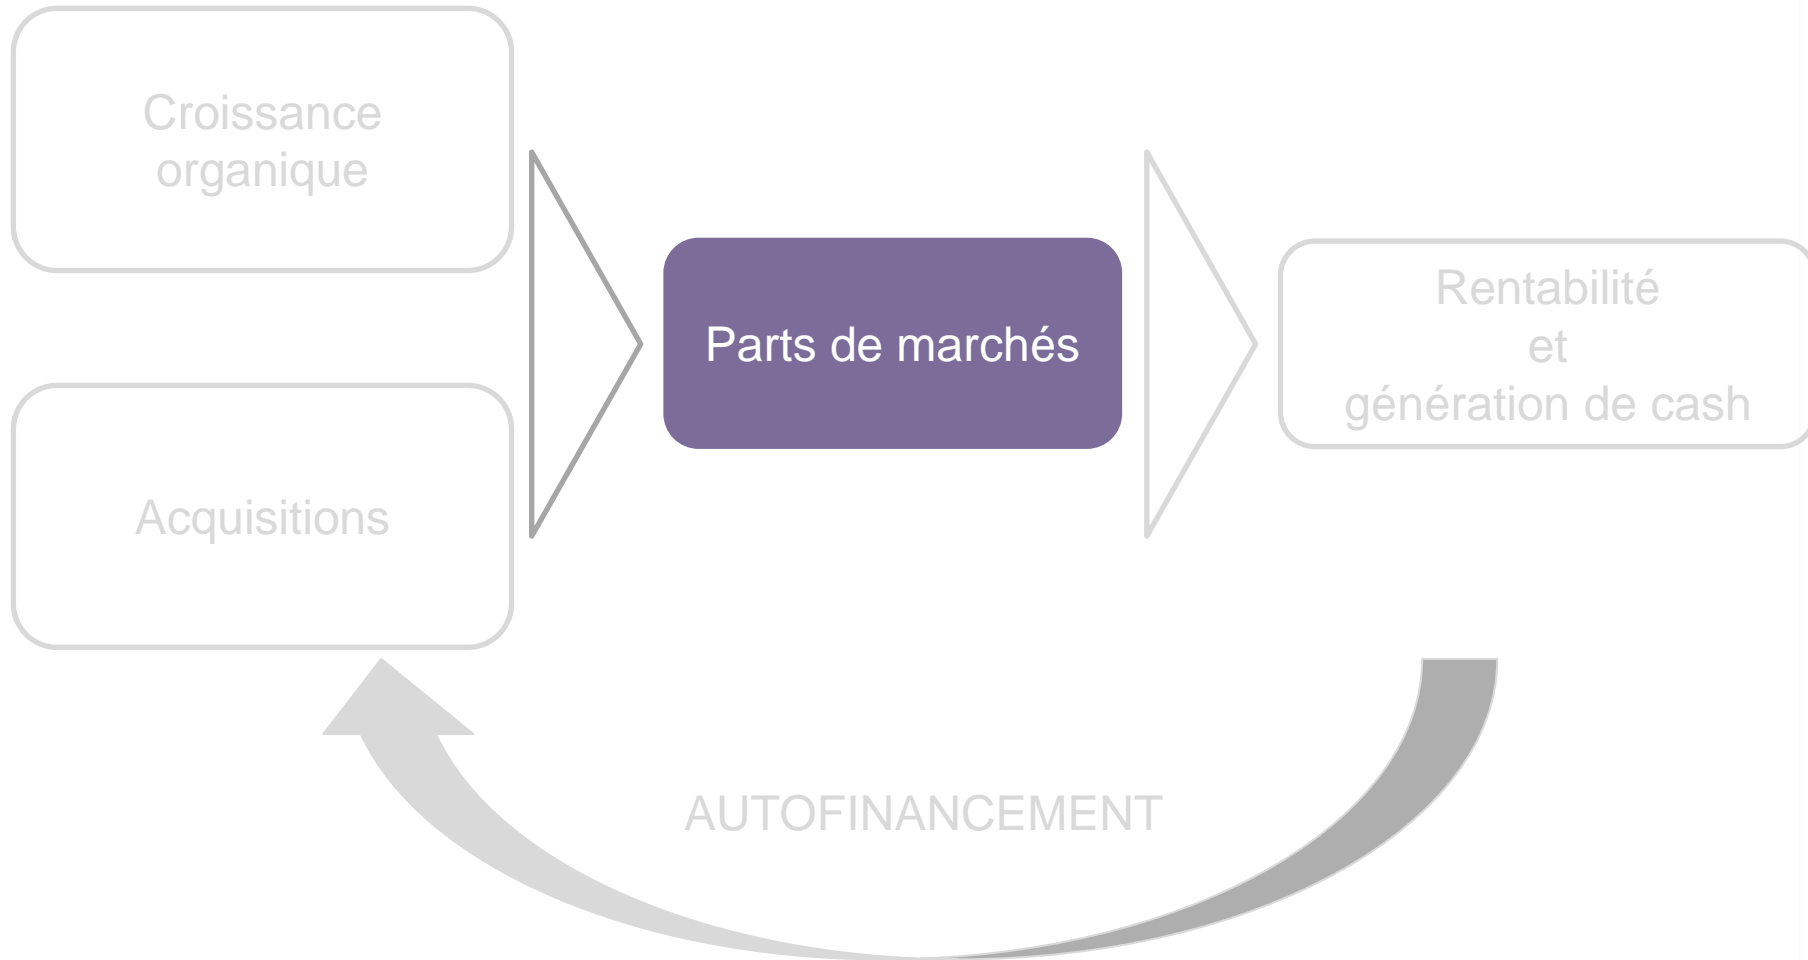 Croissance
organique
Acquisitions
Parts de marchés
Rentabilité
et
génération de cash
AUTOFINANCEMENT